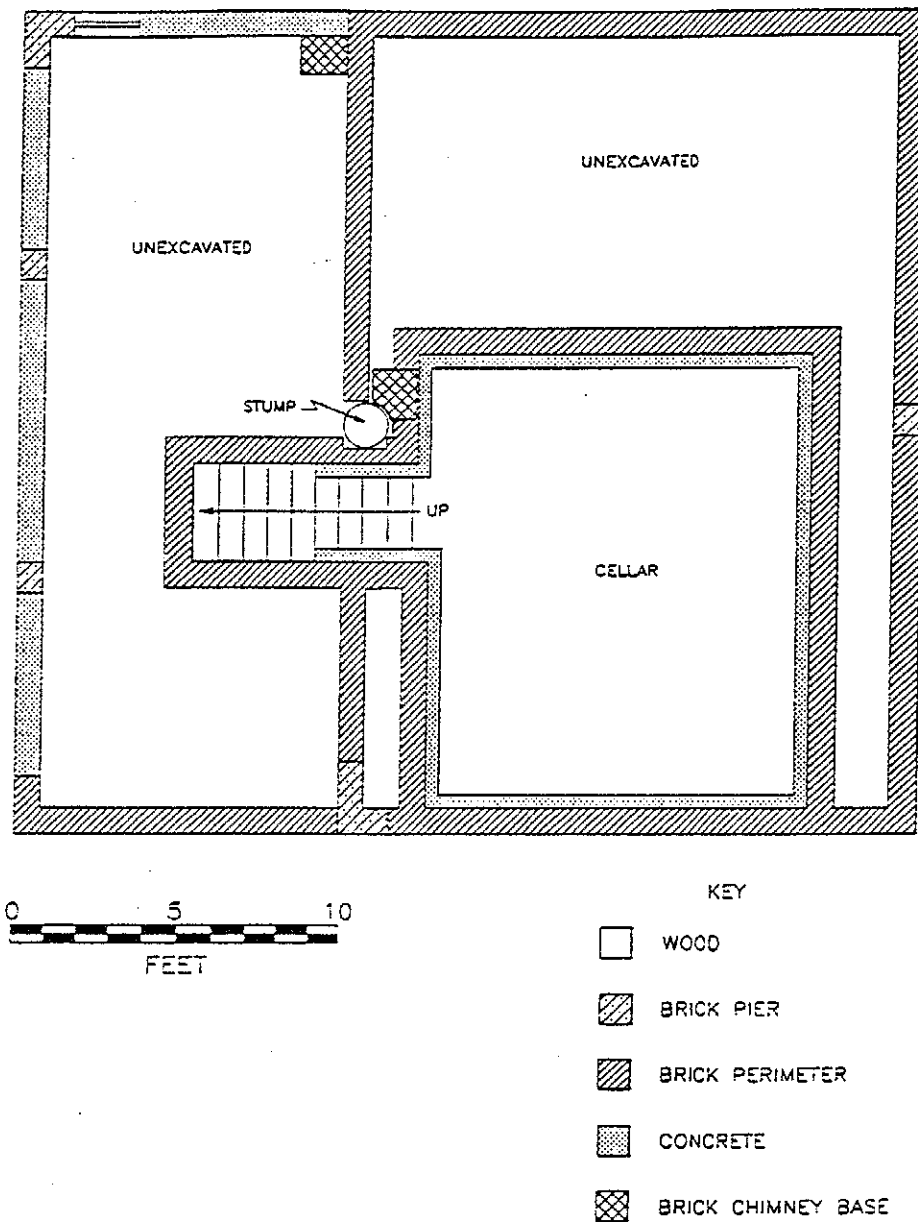 UNEXCAVATED
UNEXCAVATED
STUMP
UP
CELLAR
0 5 10
FEET
KEY
WOOD
BRICK PIER
BRICK PERIMETER
CONCRETE
BRICK CHIMNEY BASE